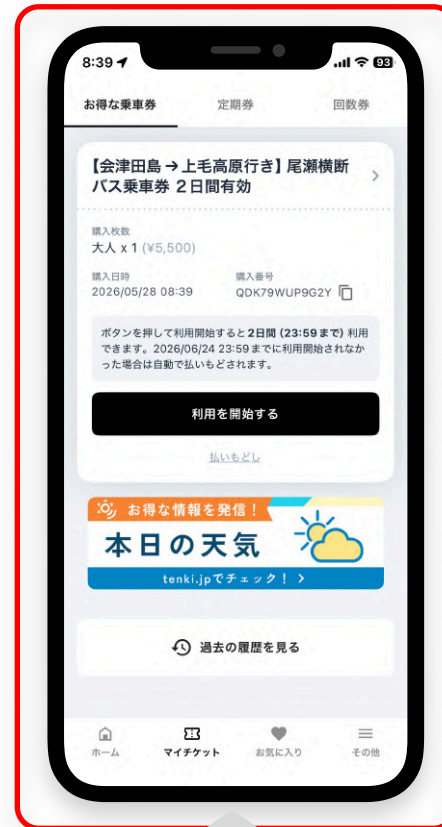 8:39
93
お得な乗車券 定期券 回数券
【会津田島→上毛高原行き】尾瀬横断
バス乗車券 2日間有効
購入枚数
大人 x 1 (¥5,500)
購入日時 購入番号
2026/05/28 08:39 QDK79WUP9G2Y
ボタンを押して利用開始すると2日間 (23:59まで) 利用
できます。2026/06/24 23:59までに利用開始されなか
った場合は自動で払いもどされます。
利用を開始する
払いもどし
お得な情報を発信!
本日の天気
tenki.jpでチェック! >
過去の履歴を見る
ホーム マイチケット お気に入り その他